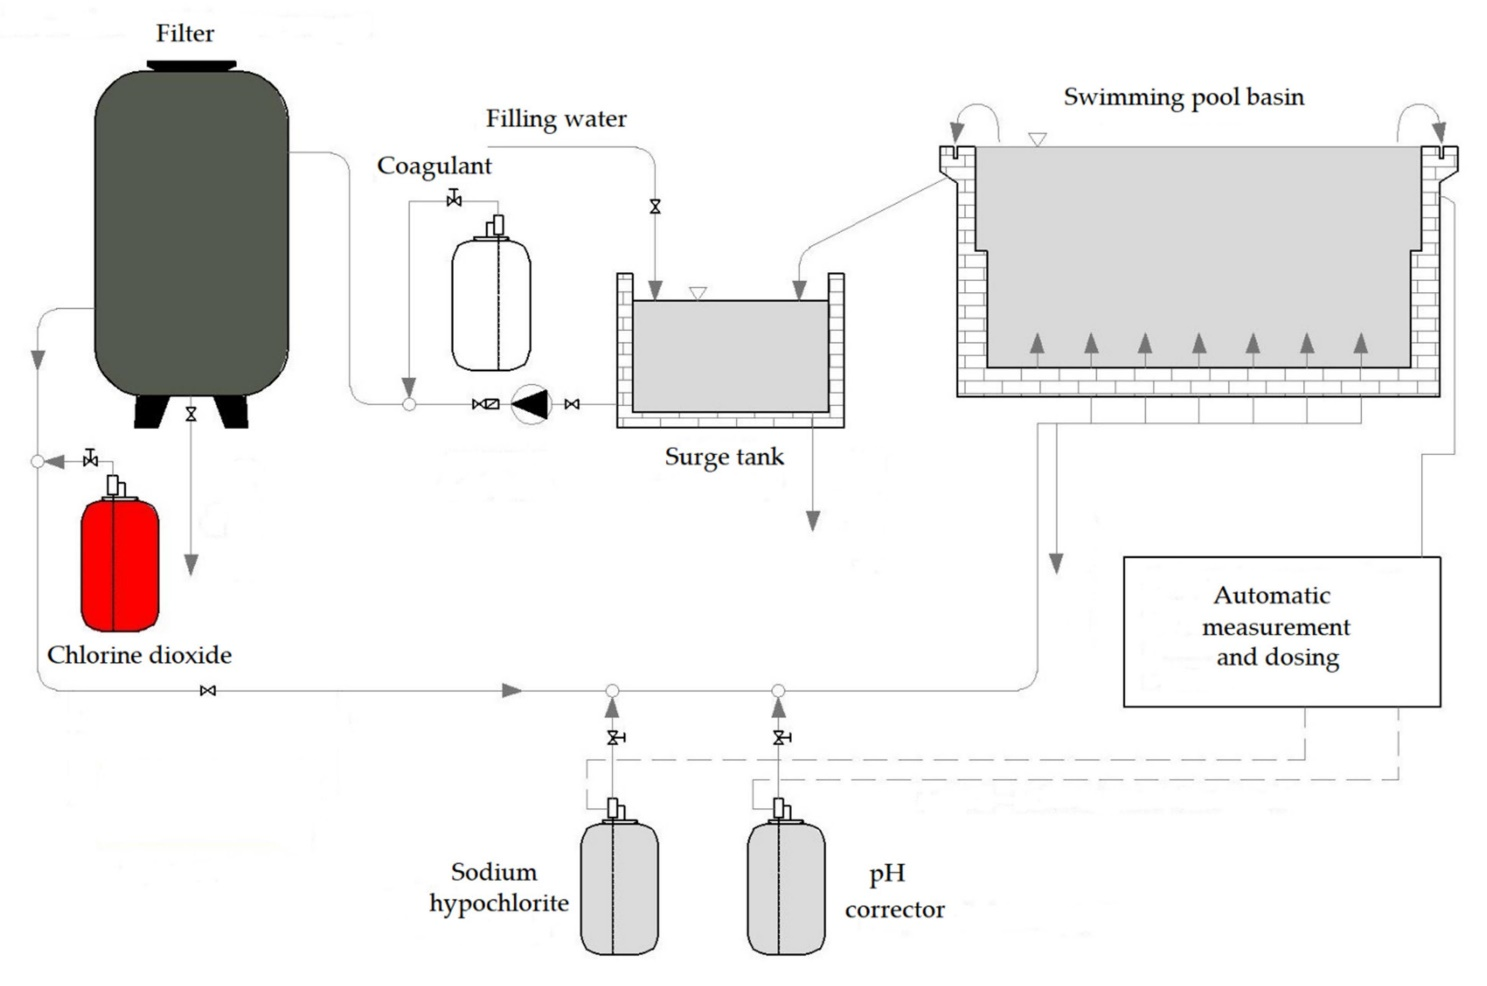 Filter
Swimming pool basin
Filling water
Coagulant
Surge tank
Automatic
measurement
and dosing
Chlorine dioxide
Sodium
hypochlorite
pH
corrector